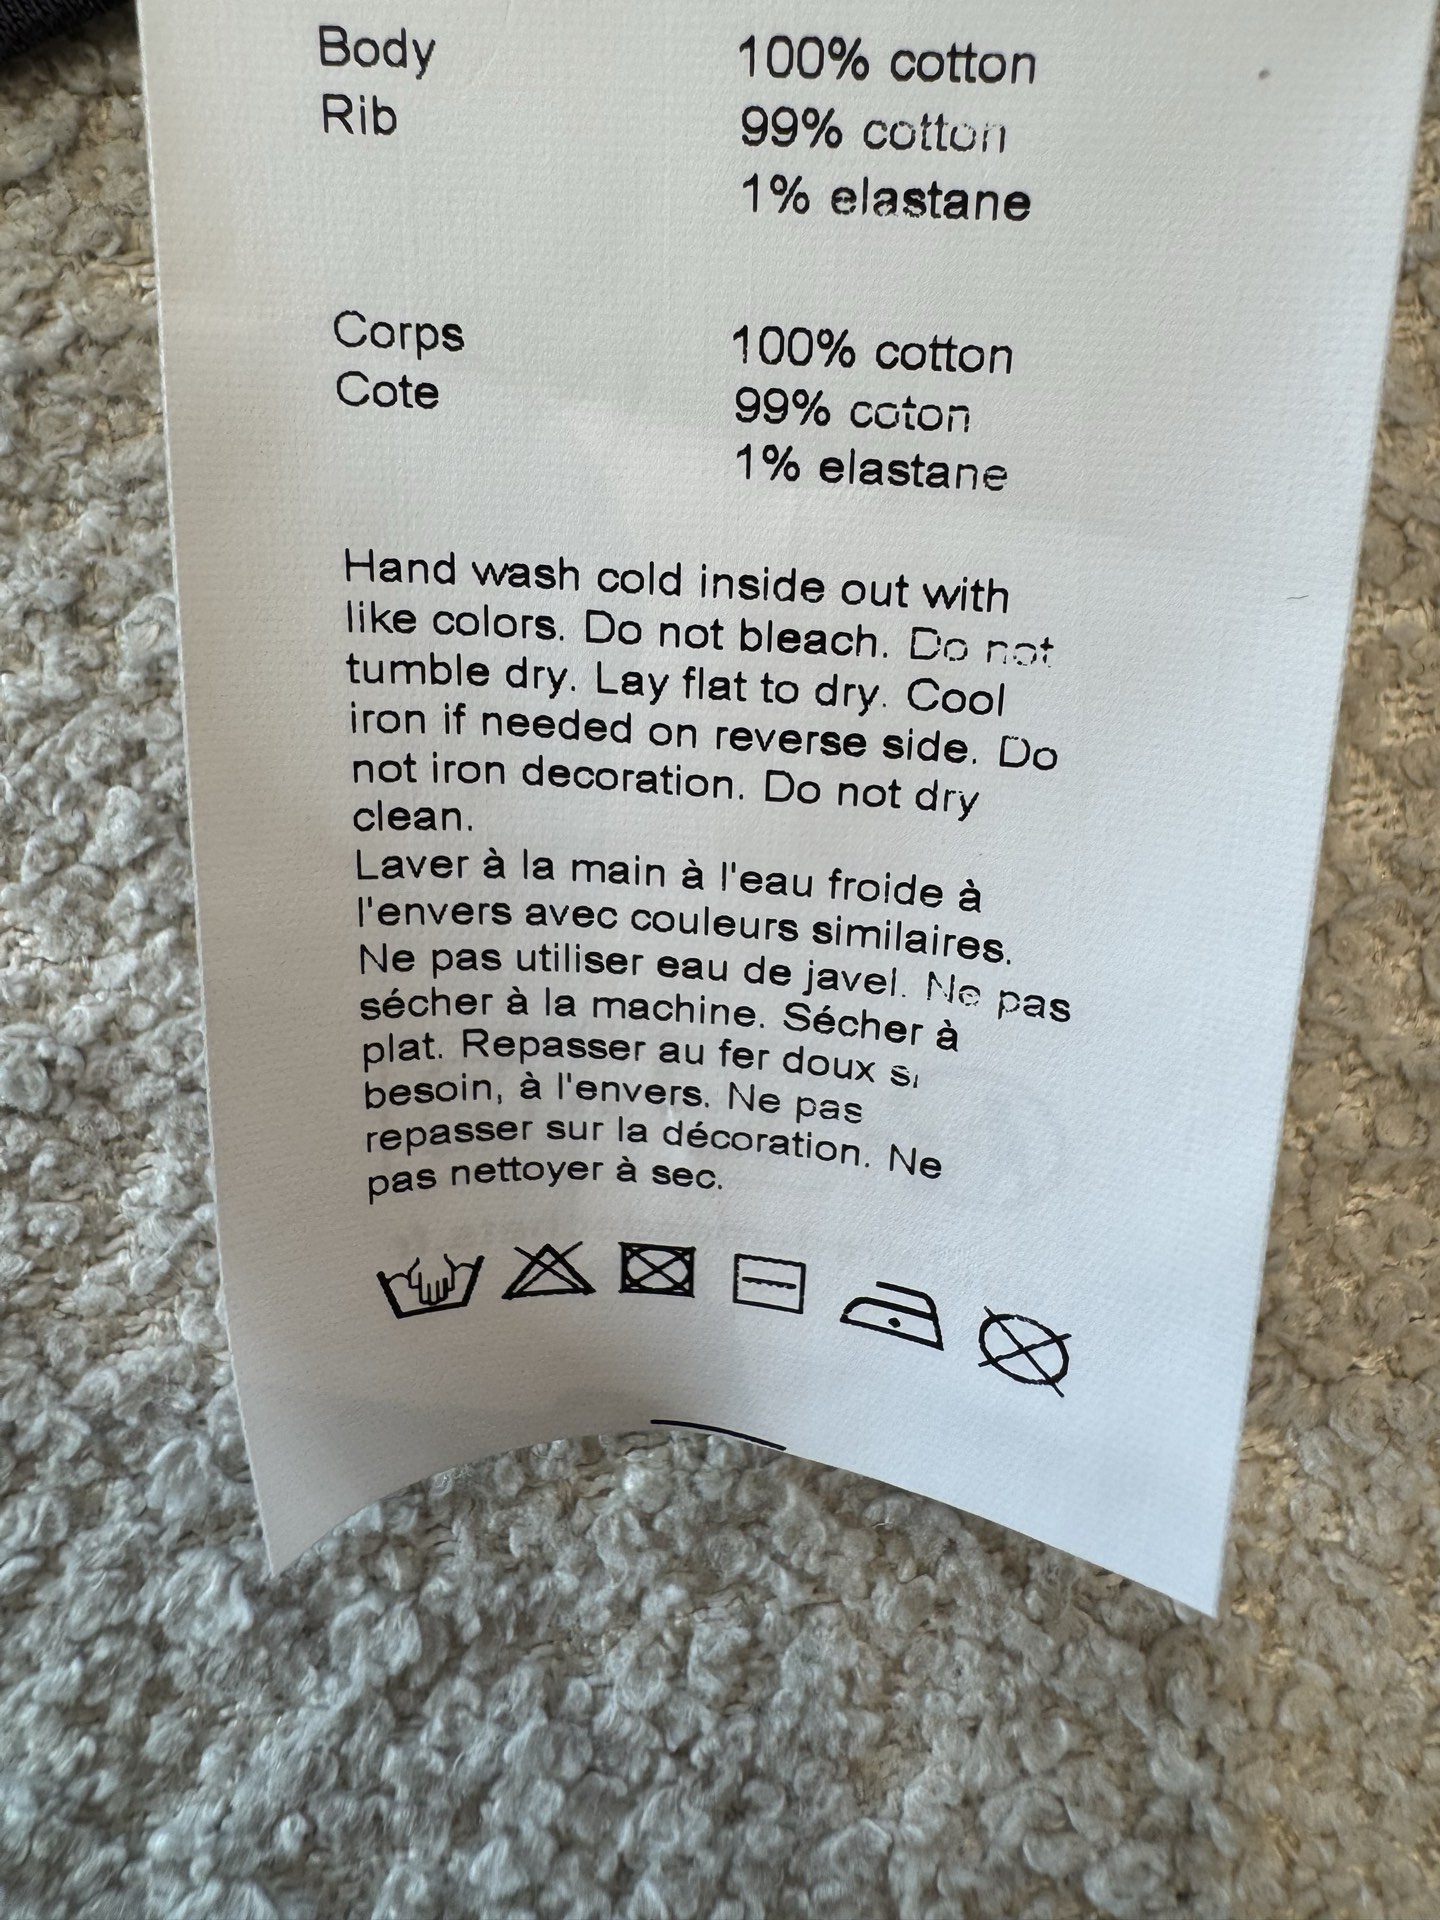 Body 100% cotton
Rib 99% cotton
1% elastane
Corps 100% cotton
Cote 99% coton
1% elastane
Hand wash cold inside out with
like colors. Do not bleach. Do not
tumble dry. Lay flat to dry. Cool
iron if needed on reverse side. Do
not iron decoration. Do not dry
clean.
Laver à la main à l'eau froide à
l'envers avec couleurs similaires.
Ne pas utiliser eau de javel. Ne pas
sécher à la machine. Sécher à
plat. Repasser au fer doux si
besoin, à l'envers. Ne pas
repasser sur la décoration. Ne
pas nettoyer à sec.